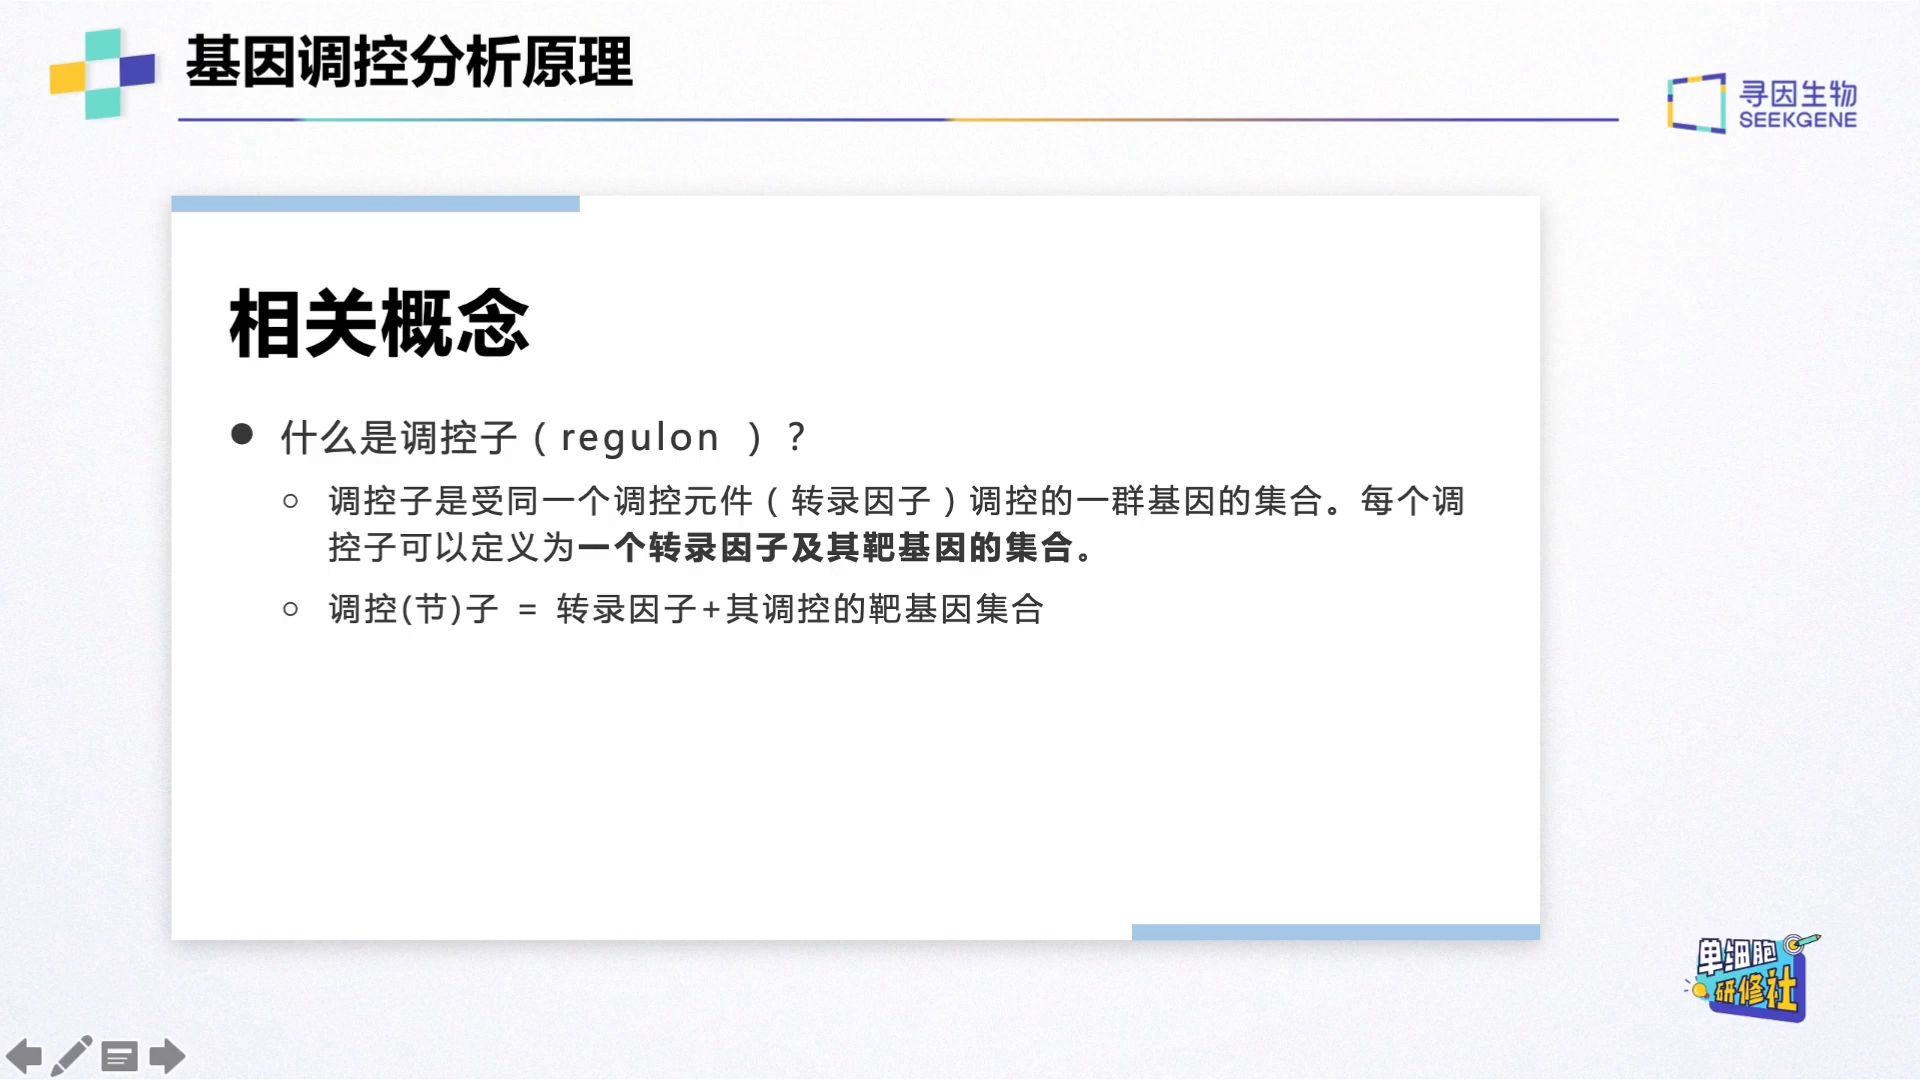 基因调控分析原理
寻因生物
SEEKGENE
相关概念
● 什么是调控子（regulon ）？
○ 调控子是受同一个调控元件（转录因子）调控的一群基因的集合。每个调
控子可以定义为一个转录因子及其靶基因的集合。
○ 调控(节)子 = 转录因子+其调控的靶基因集合
单细胞
研修社